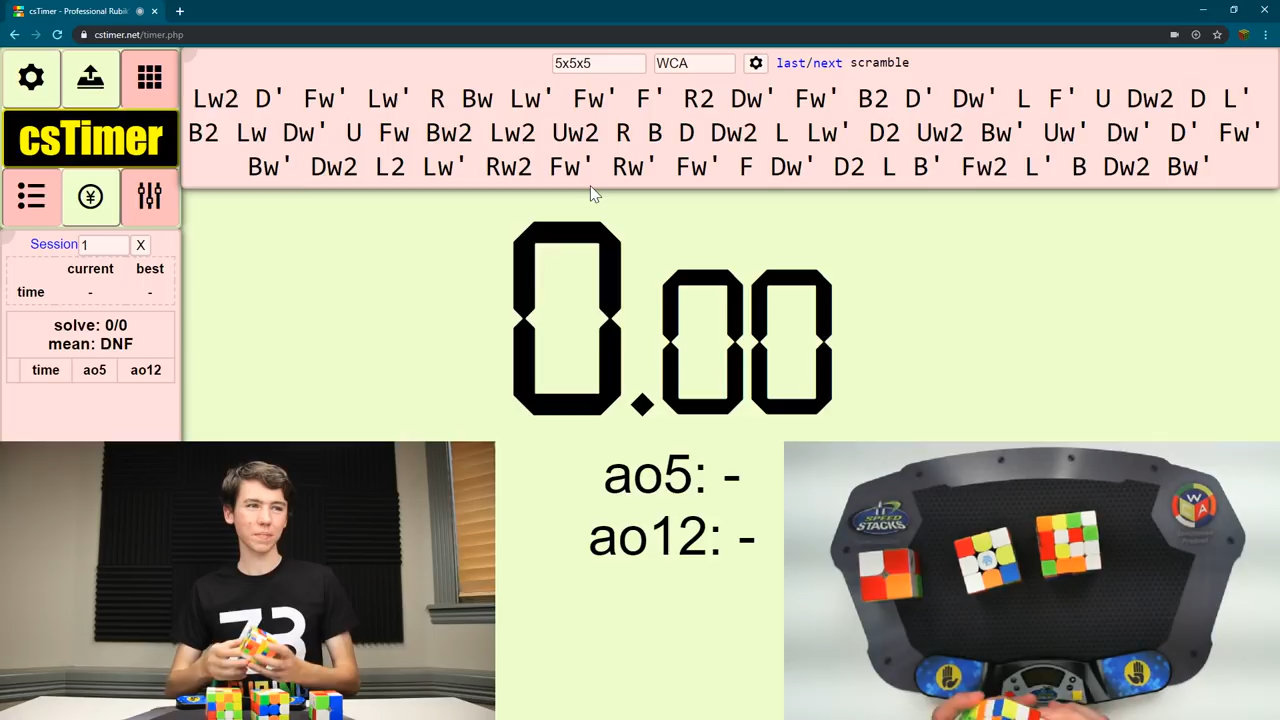 csTimer - Professional Rubik
cstimer.net/timer.php
5x5x5 WCA last/next scramble
Lw2 D' Fw' Lw' R Bw Lw' Fw' F' R2 Dw' Fw' B2 D' Dw' L F' U Dw2 D L'
B2 Lw Dw' U Fw Bw2 Lw2 Uw2 R B D Dw2 L Lw' D2 Uw2 Bw' Uw' Dw' D' Fw'
Bw' Dw2 L2 Lw' Rw2 Fw' Rw' Fw' F Dw' D2 L B' Fw2 L' B Dw2 Bw'
csTimer
Session 1 X
current best
time - -
solve: 0/0
mean: DNF
time ao5 ao12
0.00
ao5: -
ao12: -
73
SPEED
STACKS
W
A